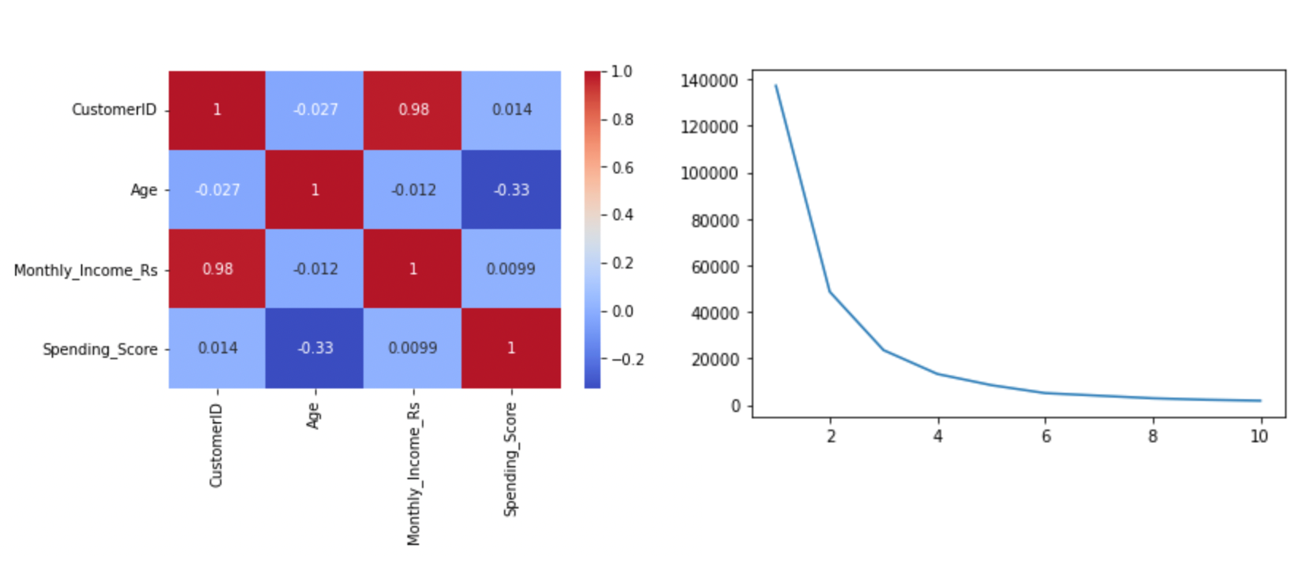 CustomerID 1 -0.027 0.98 0.014
Age -0.027 1 -0.012 -0.33
Monthly_Income_Rs 0.98 -0.012 1 0.0099
Spending_Score 0.014 -0.33 0.0099 1
CustomerID
Age
Monthly_Income_Rs
Spending_Score
1.0
0.8
0.6
0.4
0.2
0.0
−0.2
140000
120000
100000
80000
60000
40000
20000
0
2 4 6 8 10